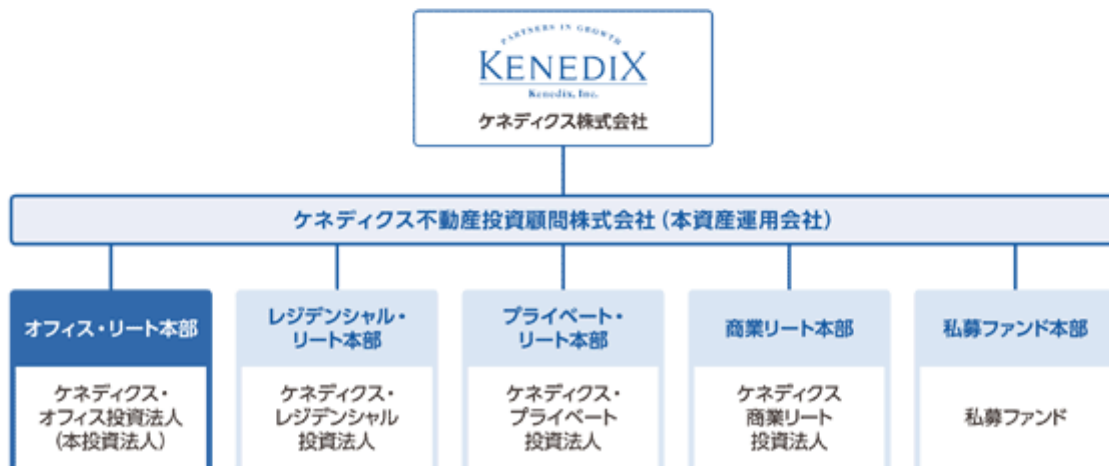 PARTNERS IN GROWTH
KENEDIX
Kenedix, Inc.
ケネディクス株式会社
ケネディクス不動産投資顧問株式会社(本資産運用会社)
オフィス・リート本部
ケネディクス・
オフィス投資法人
(本投資法人)
レジデンシャル・
リート本部
ケネディクス・
レジデンシャル
投資法人
プライベート・
リート本部
ケネディクス・
プライベート
投資法人
商業リート本部
ケネディクス
商業リート
投資法人
私募ファンド本部
私募ファンド